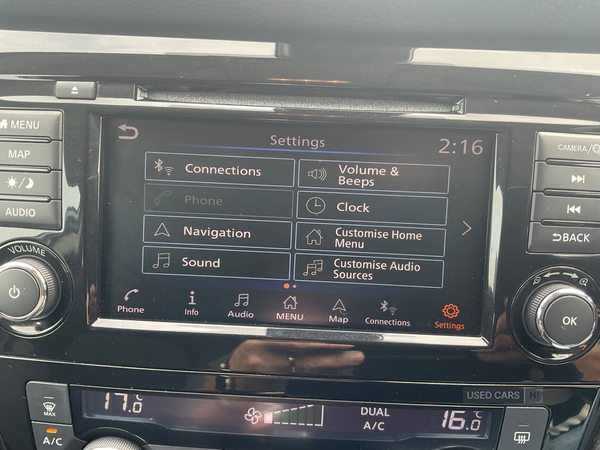 MENU
MAP
AUDIO
VOLUME
Settings
2:16
Connections
Volume &
Beeps
Phone
Clock
Navigation
Customise Home
Menu
Sound
Customise Audio
Sources
Phone
Info
Audio
MENU
Map
Connections
Settings
CAMERA/
BACK
OK
USED CARS NI
MAX
A/C
17.0°C
DUAL
A/C
16.0°C